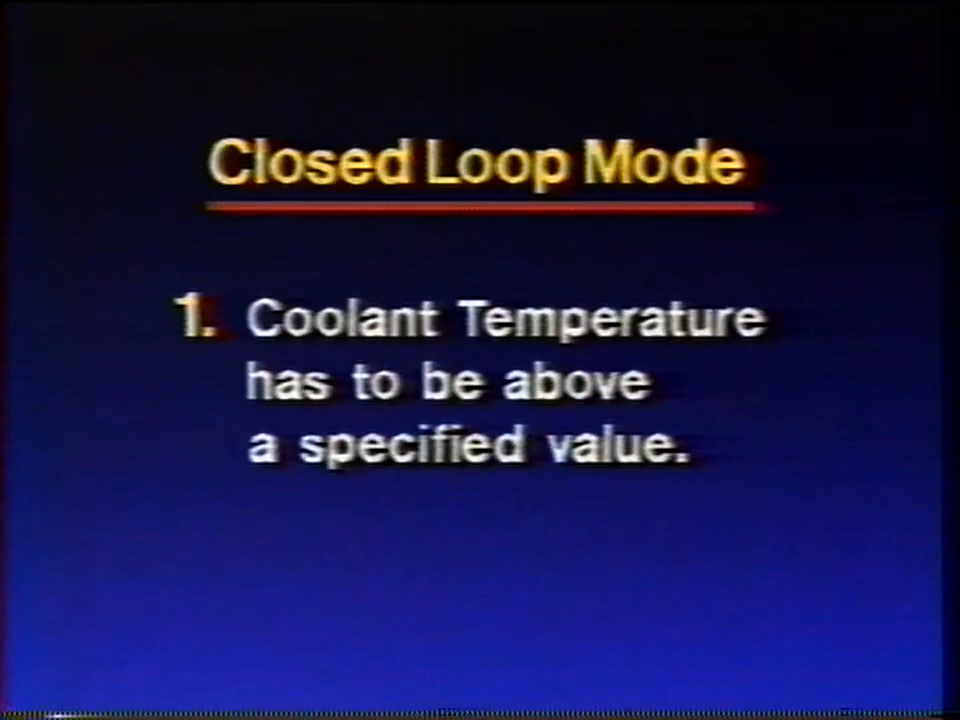 Closed Loop Mode
1. Coolant Temperature
has to be above
a specified value.